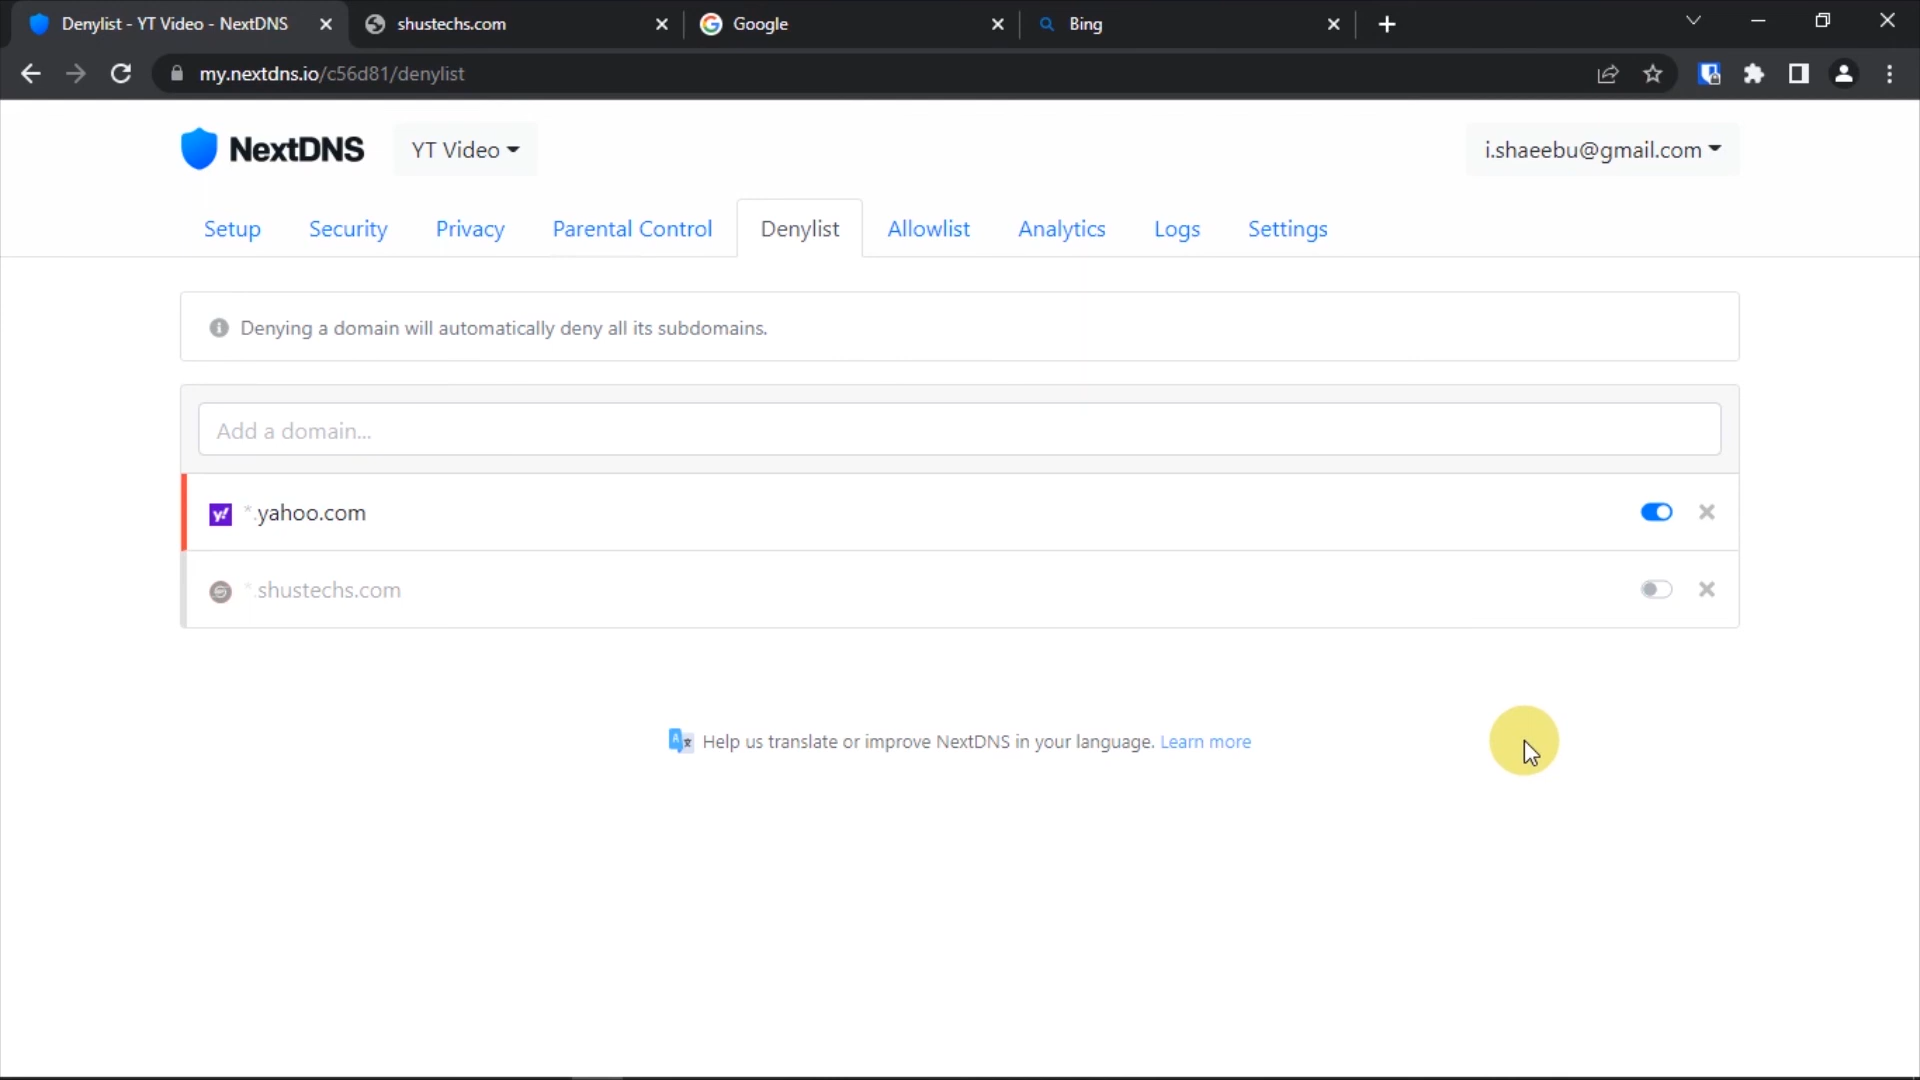 Denylist - YT Video - NextDNS
shustechs.com
Google
Bing
my.nextdns.io/c56d81/denylist
NextDNS
YT Video
i.shaeebu@gmail.com
Setup
Security
Privacy
Parental Control
Denylist
Allowlist
Analytics
Logs
Settings
Denying a domain will automatically deny all its subdomains.
Add a domain...
*.yahoo.com
*.shustechs.com
Help us translate or improve NextDNS in your language. Learn more